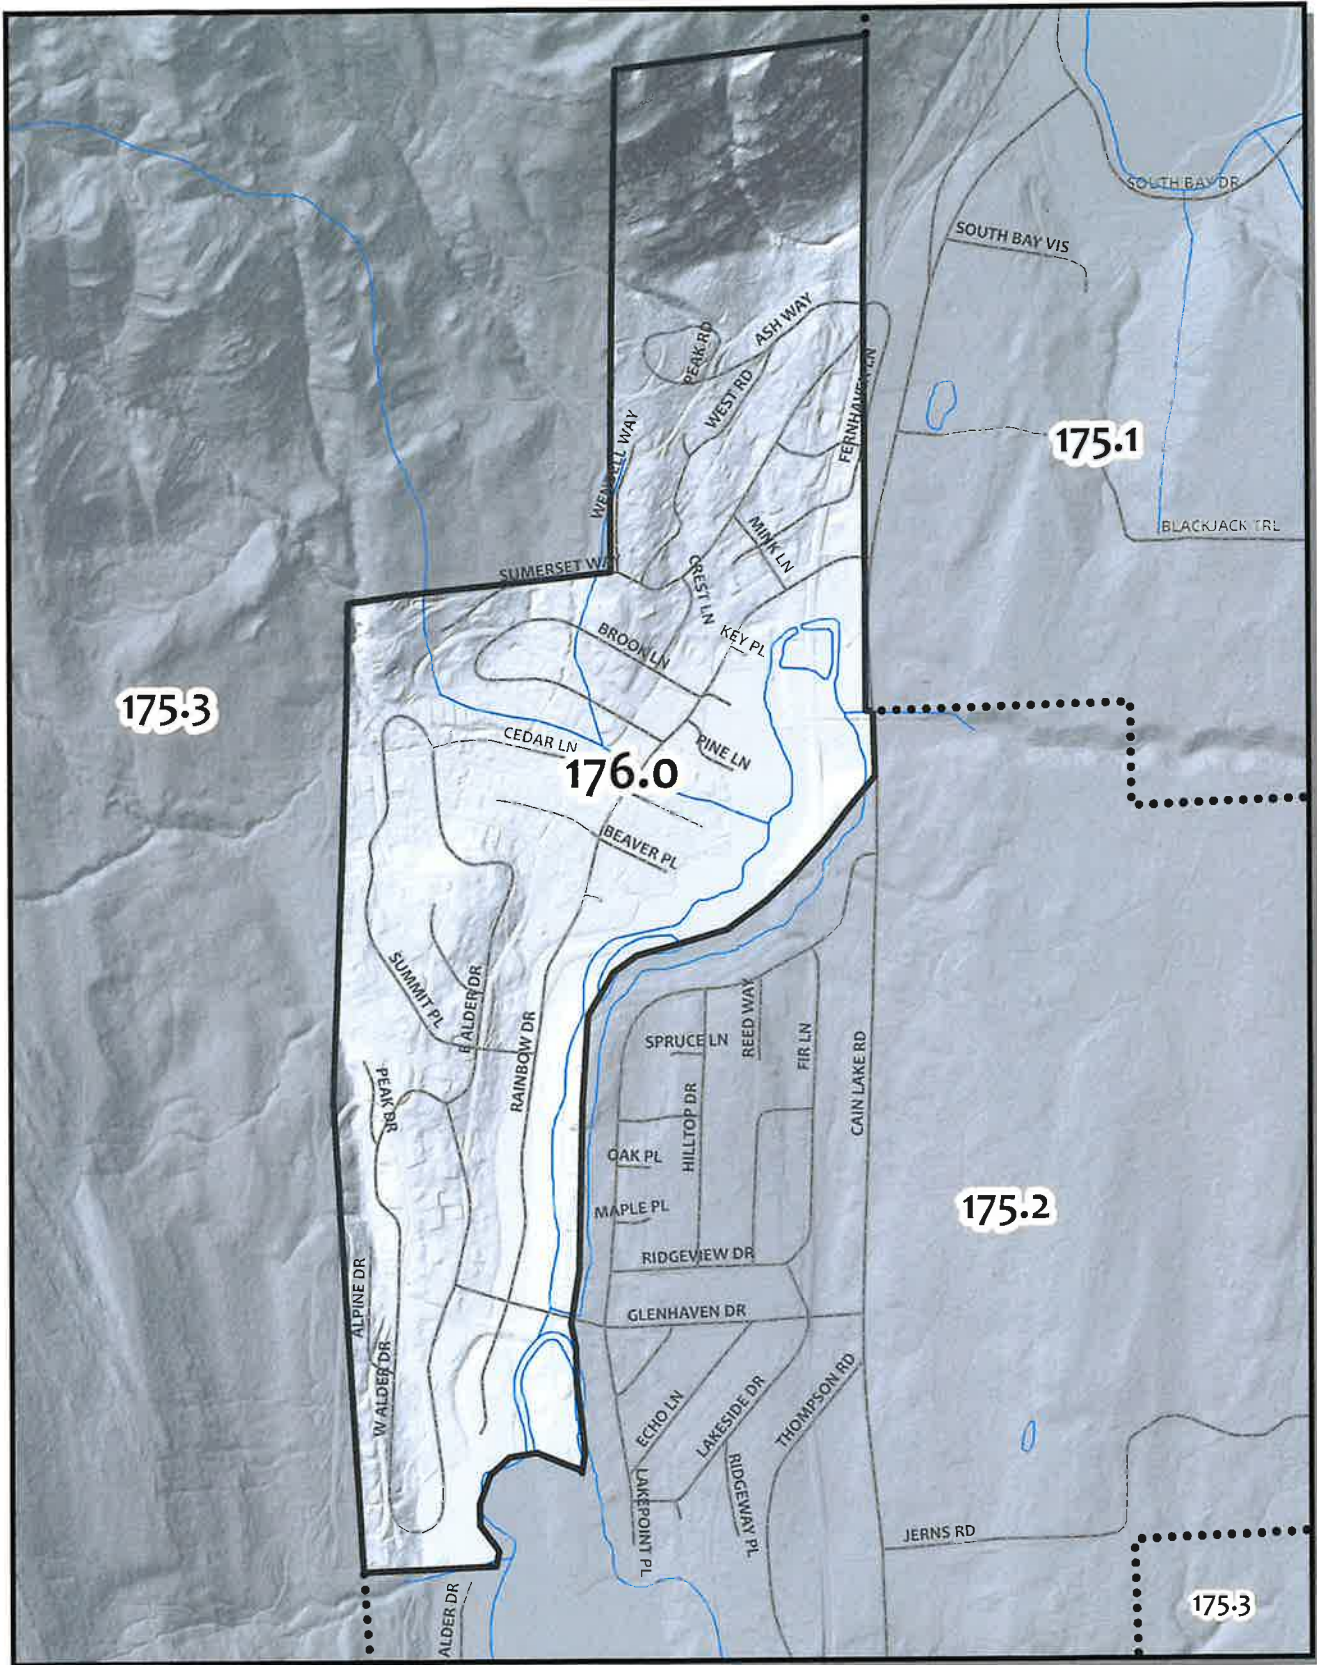 SOUTH BAY DR
SOUTH BAY VIS
ASH WAY
PEAK RD
WEST RD
FERNHAVEN LN
175.1
WENDELL WAY
MINK LN
BLACKJACK TRL
SUMERSET WAY
CREST LN
BROOK LN
KEY PL
175.3
CEDAR LN
PINE LN
176.0
BEAVER PL
SUMMIT PL
E ALDER DR
RAINBOW DR
SPRUCE LN
REED WAY
FIR LN
CAIN LAKE RD
PEAK DR
HILLTOP DR
OAK PL
MAPLE PL
175.2
RIDGEVIEW DR
ALPINE DR
GLENHAVEN DR
W ALDER DR
ECHO LN
LAKESIDE DR
THOMPSON RD
LAKEPOINT PL
RIDGEWAY PL
JERNS RD
ALDER DR
175.3